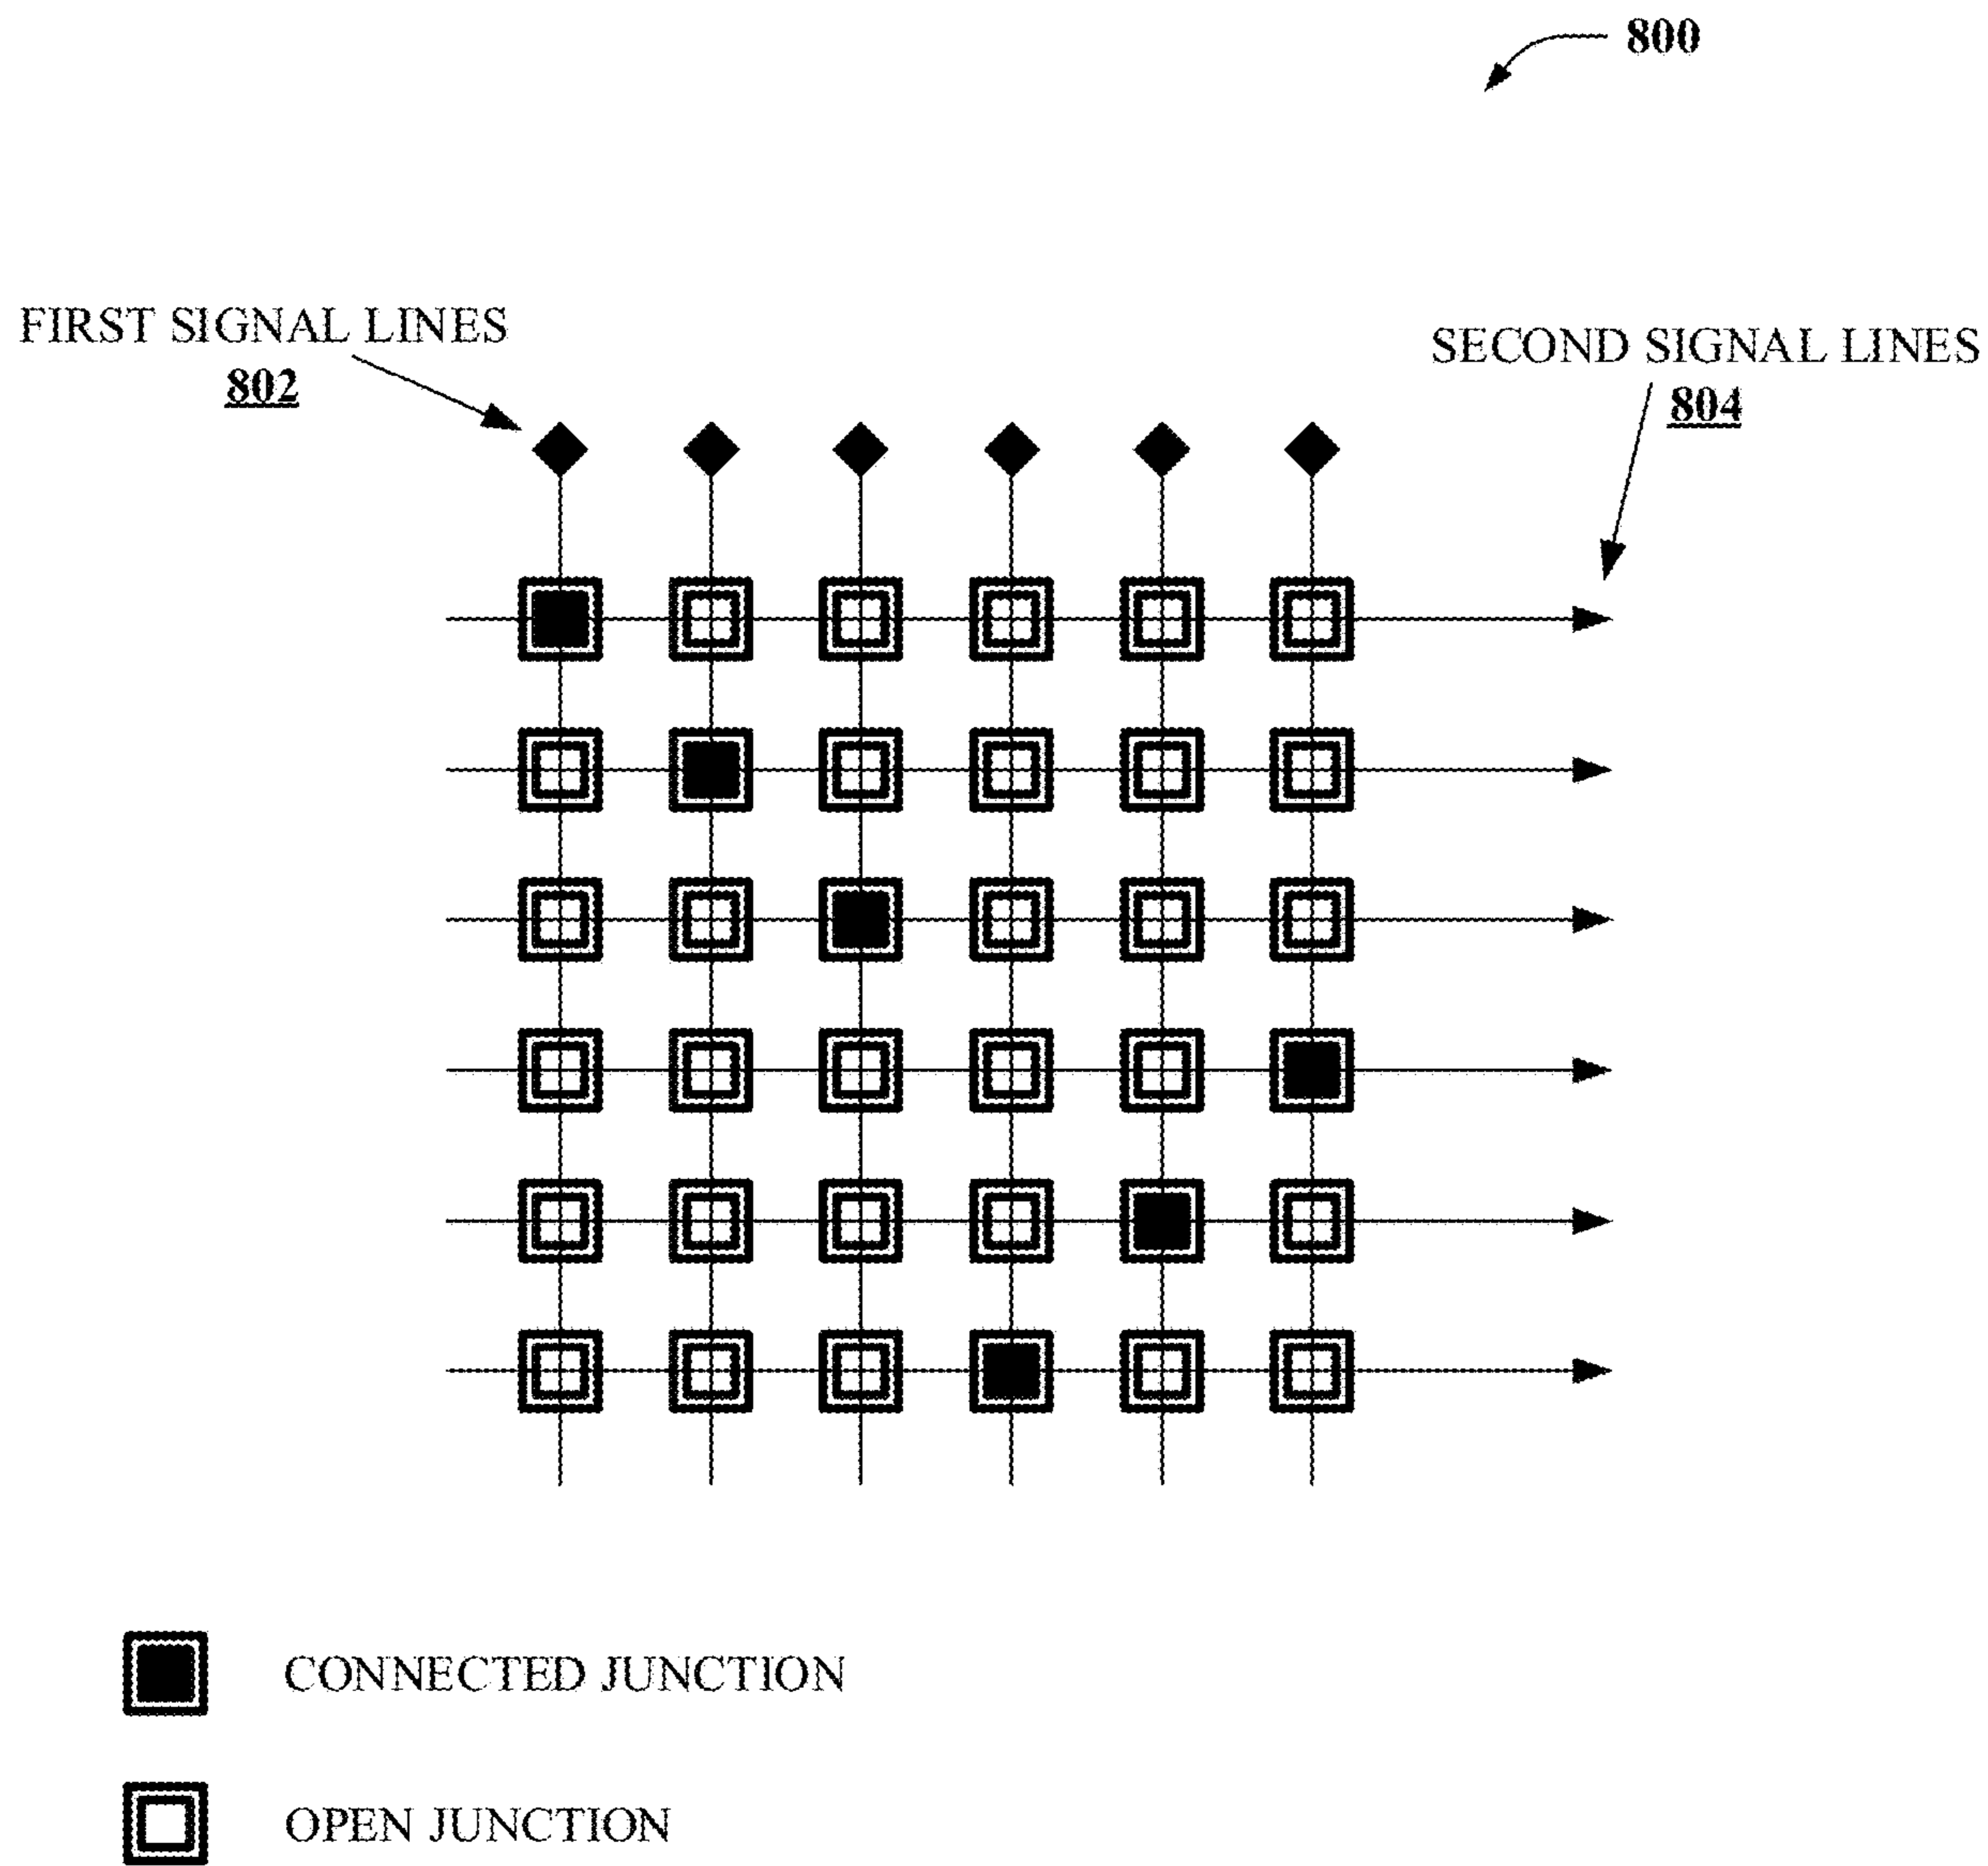 800
FIRST SIGNAL LINES
802
SECOND SIGNAL LINES
804
CONNECTED JUNCTION
OPEN JUNCTION